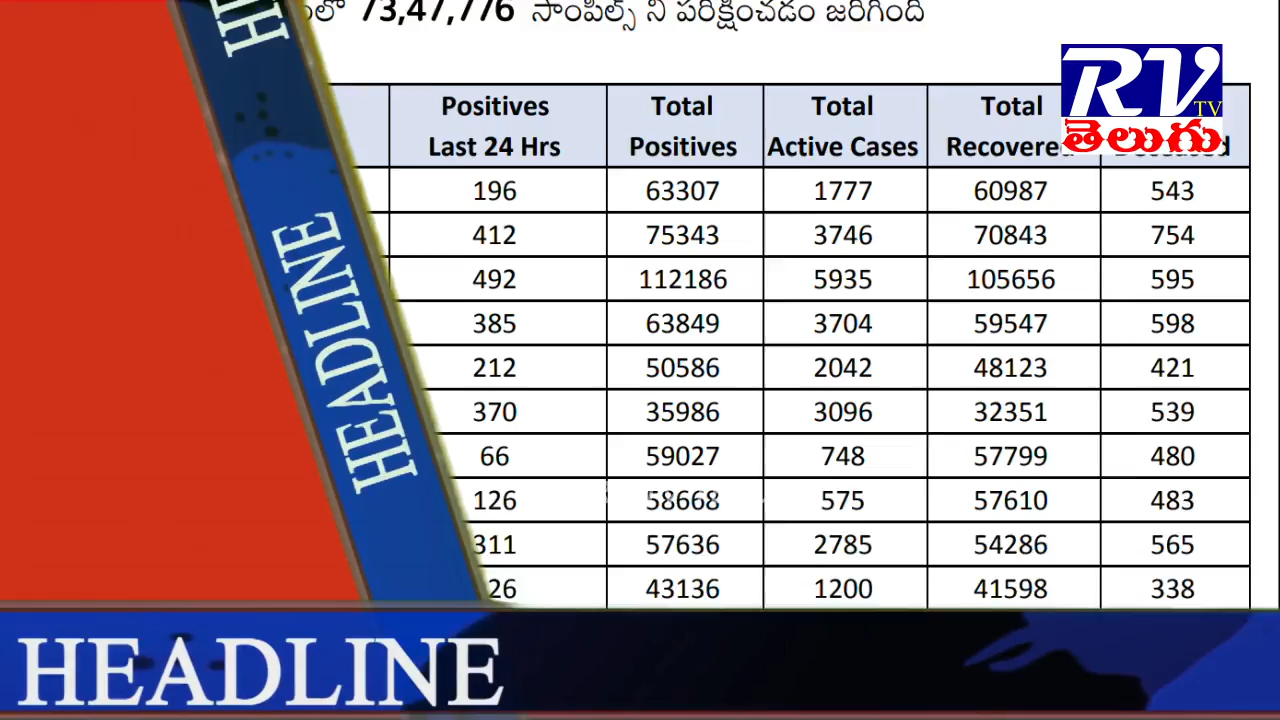 73,47,776 సాంపిల్స్ ని పరిక్షించడం జరిగింది
RV TV
తెలుగు
Positives Last 24 Hrs | Total Positives | Total Active Cases | Total Recovered
196 63307 1777 60987 543
412 75343 3746 70843 754
492 112186 5935 105656 595
385 63849 3704 59547 598
212 50586 2042 48123 421
370 35986 3096 32351 539
66 59027 748 57799 480
126 58668 575 57610 483
311 57636 2785 54286 565
26 43136 1200 41598 338
HEADLINE
HEADLINE